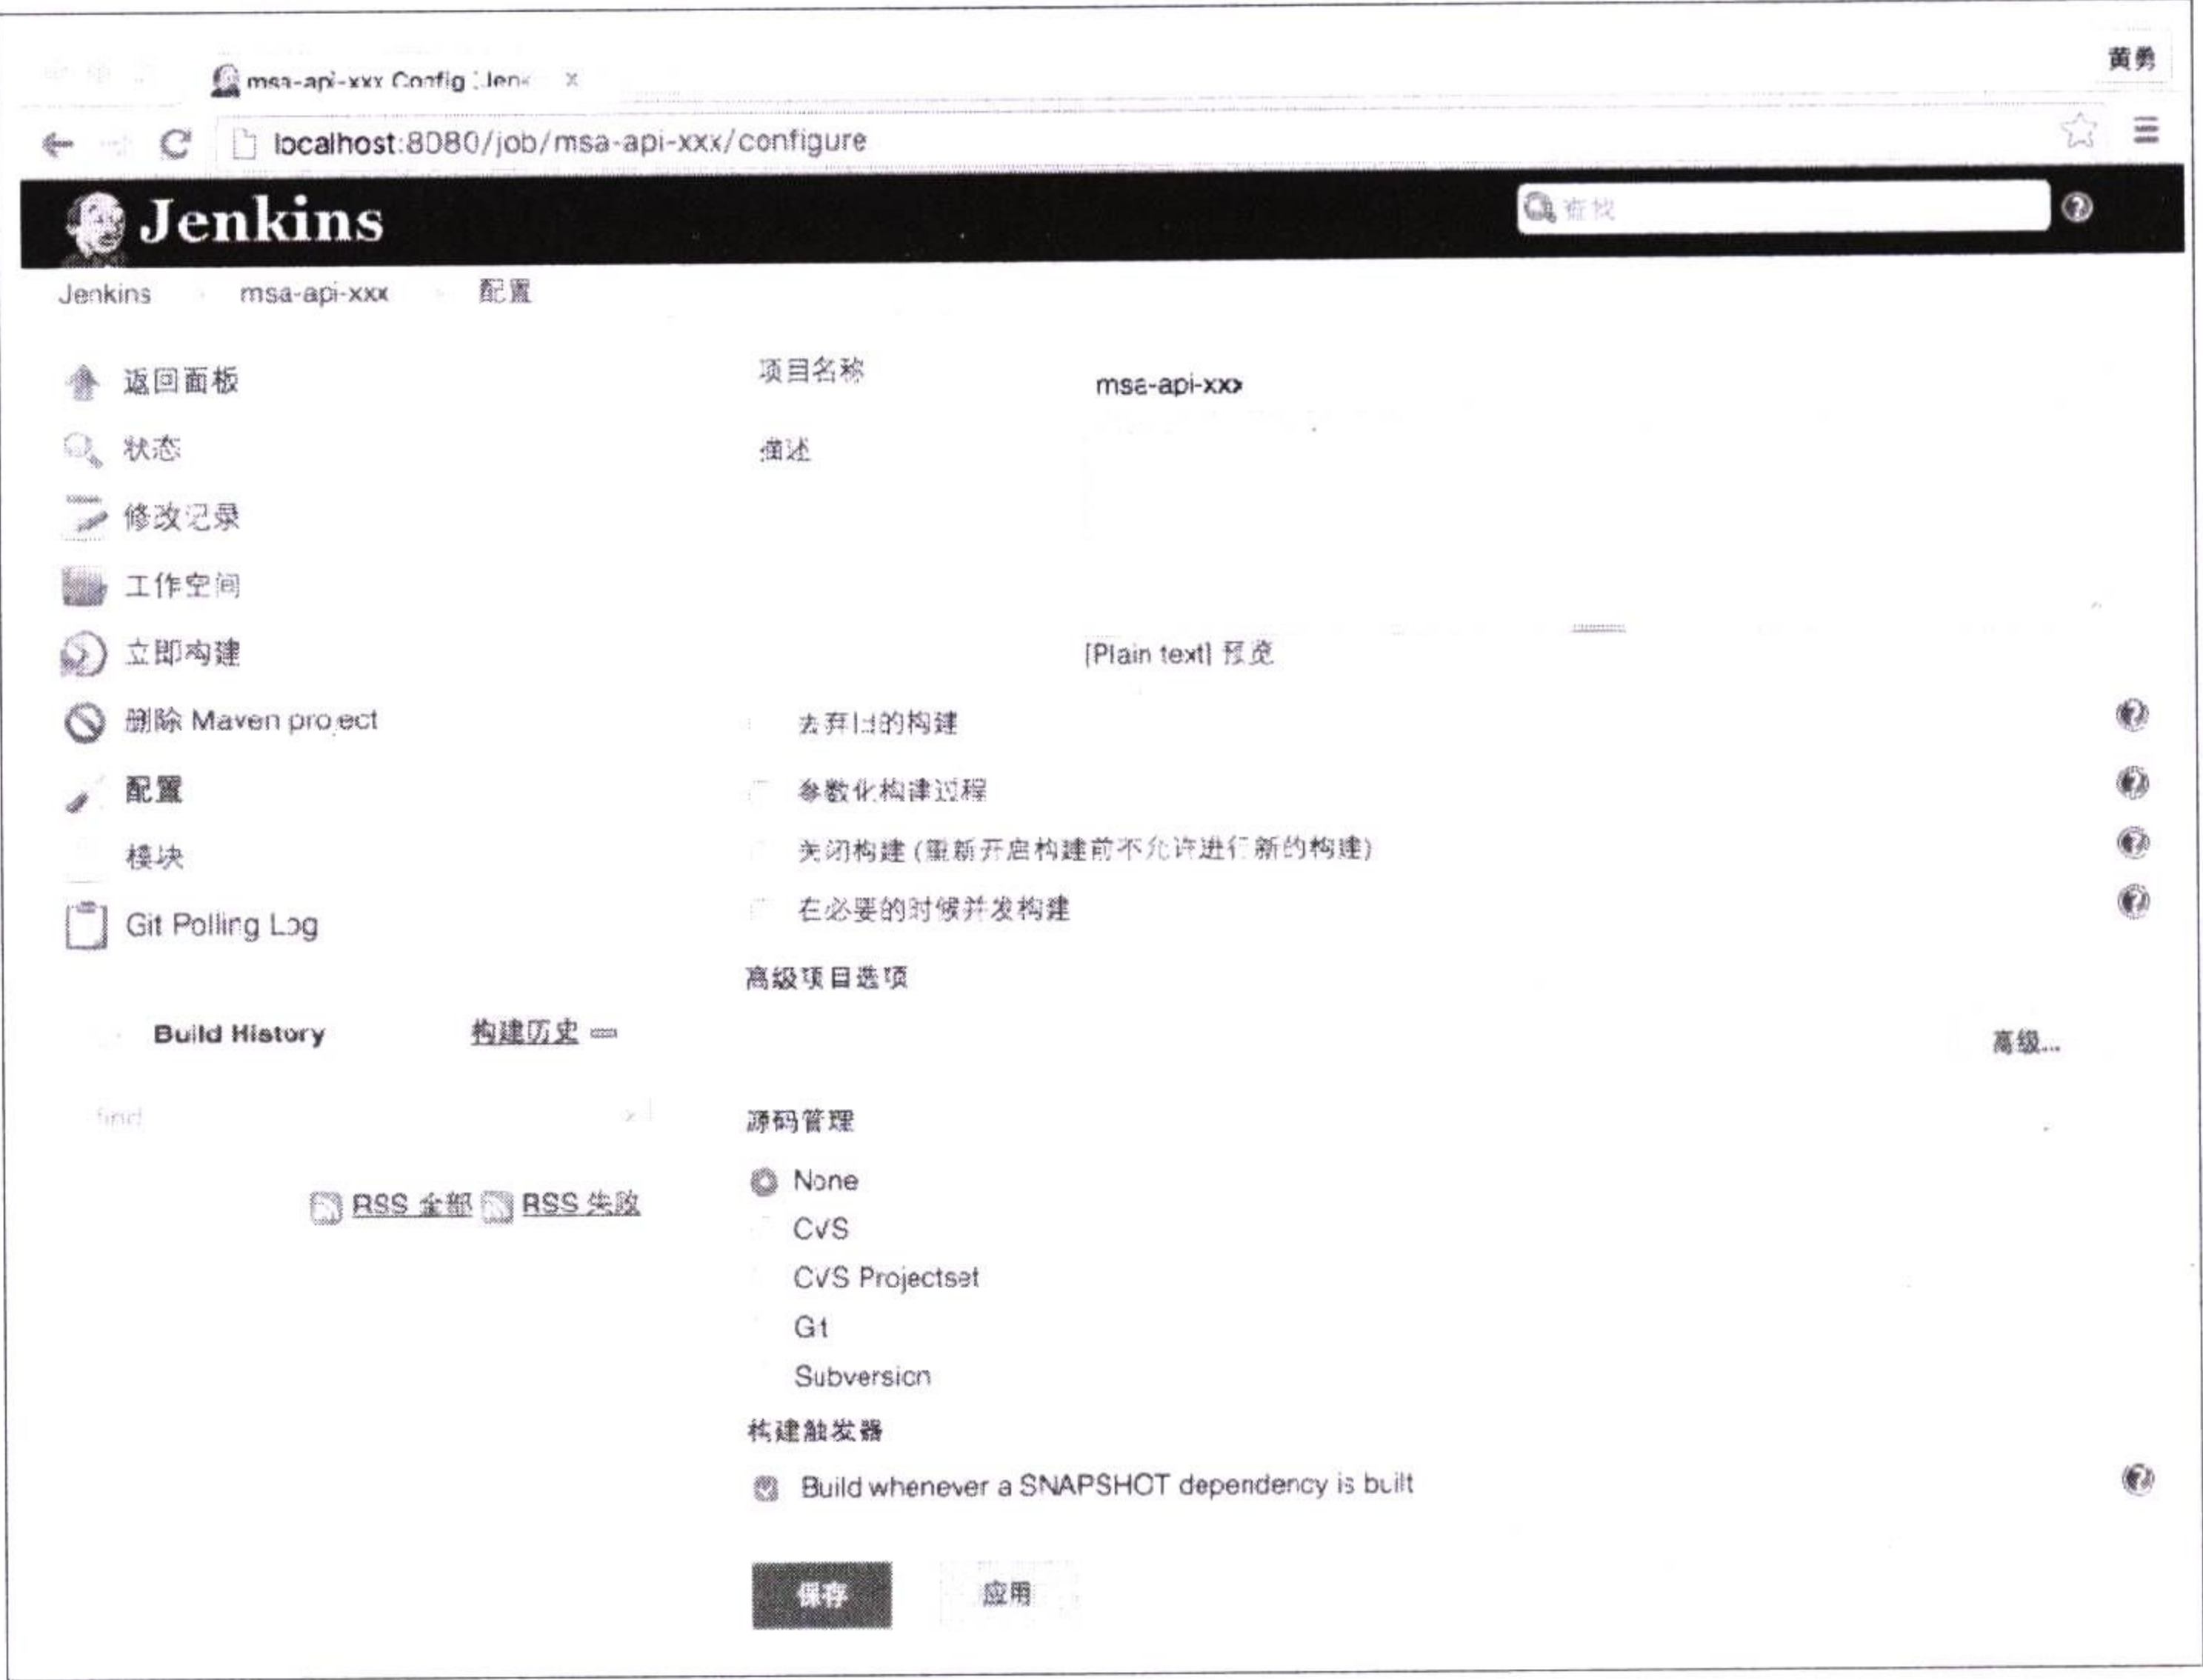 黄勇
msa-api-xxx Config [Jen
localhost:8080/job/msa-api-xxx/configure
Jenkins
查找
Jenkins msa-api-xxx 配置
返回面板
状态
修改记录
工作空间
立即构建
删除 Maven project
配置
模块
Git Polling Log
Build History 构建历史
find x
RSS 全部 RSS 失败
项目名称 msa-api-xxx
描述
[Plain text] 预览
丢弃旧的构建
参数化构建过程
关闭构建 (重新开启构建前不允许进行新的构建)
在必要的时候并发构建
高级项目选项
高级...
源码管理
None
CVS
CVS Projectset
Git
Subversion
构建触发器
Build whenever a SNAPSHOT dependency is built
保存 应用